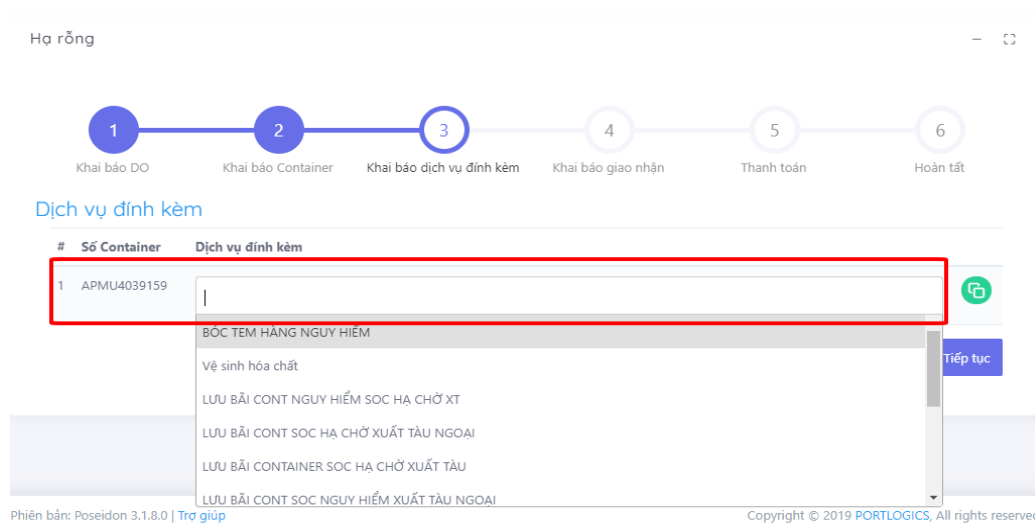 Hạ rỗng
1
2
3
4
5
6
Khai báo DO
Khai báo Container
Khai báo dịch vụ đính kèm
Khai báo giao nhận
Thanh toán
Hoàn tất
Dịch vụ đính kèm
# Số Container Dịch vụ đính kèm
1 APMU4039159
BÓC TEM HÀNG NGUY HIỂM
Vệ sinh hóa chất
Tiếp tục
LƯU BÃI CONT NGUY HIỂM SOC HẠ CHỜ XT
LƯU BÃI CONT SOC HẠ CHỜ XUẤT TÀU NGOẠI
LƯU BÃI CONTAINER SOC HẠ CHỜ XUẤT TÀU
LƯU BÃI CONT SOC NGUY HIỂM XUẤT TÀU NGOẠI
Phiên bản: Poseidon 3.1.8.0 | Trợ giúp
Copyright © 2019 PORTLOGICS, All rights reserved